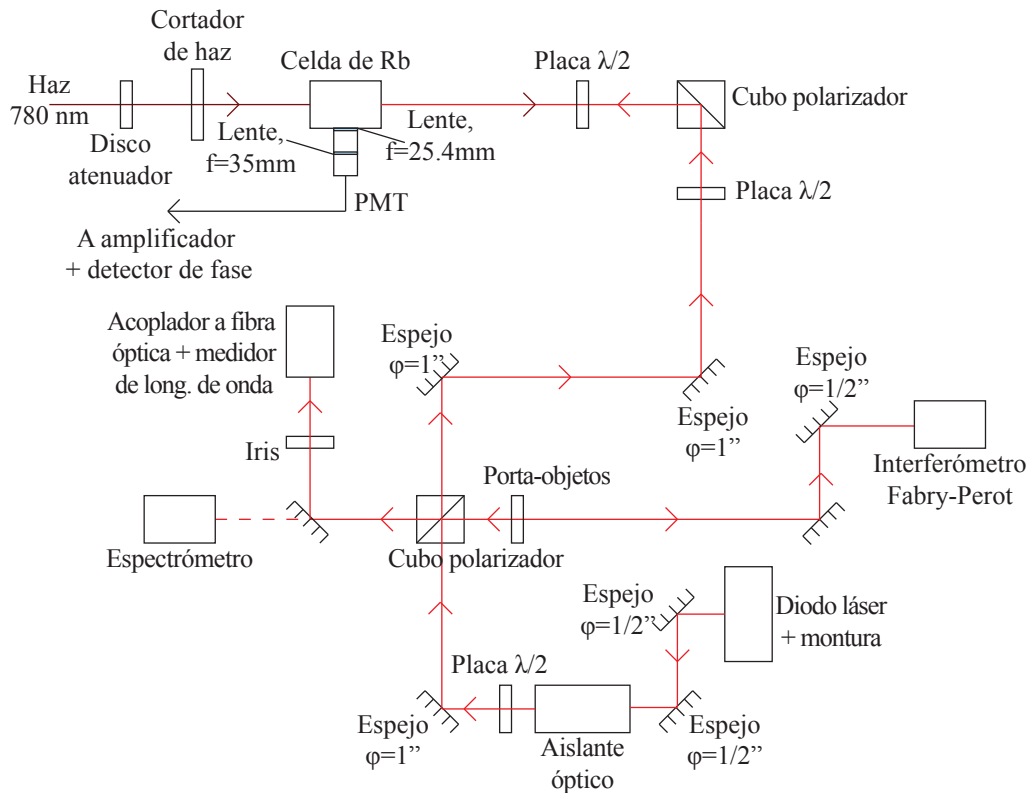 Cortador
de haz
Haz
780 nm
Disco
atenuador
Celda de Rb
Lente,
f=35mm
Lente,
f=25.4mm
PMT
A amplificador
+ detector de fase
Placa λ/2
Cubo polarizador
Placa λ/2
Acoplador a fibra
óptica + medidor
de long. de onda
Iris
Espejo
φ=1”
Espejo
φ=1”
Espejo
φ=1/2”
Interferómetro
Fabry-Perot
Porta-objetos
Espectrómetro
Cubo polarizador
Espejo
φ=1/2”
Diodo láser
+ montura
Placa λ/2
Espejo
φ=1”
Aislante
óptico
Espejo
φ=1/2”